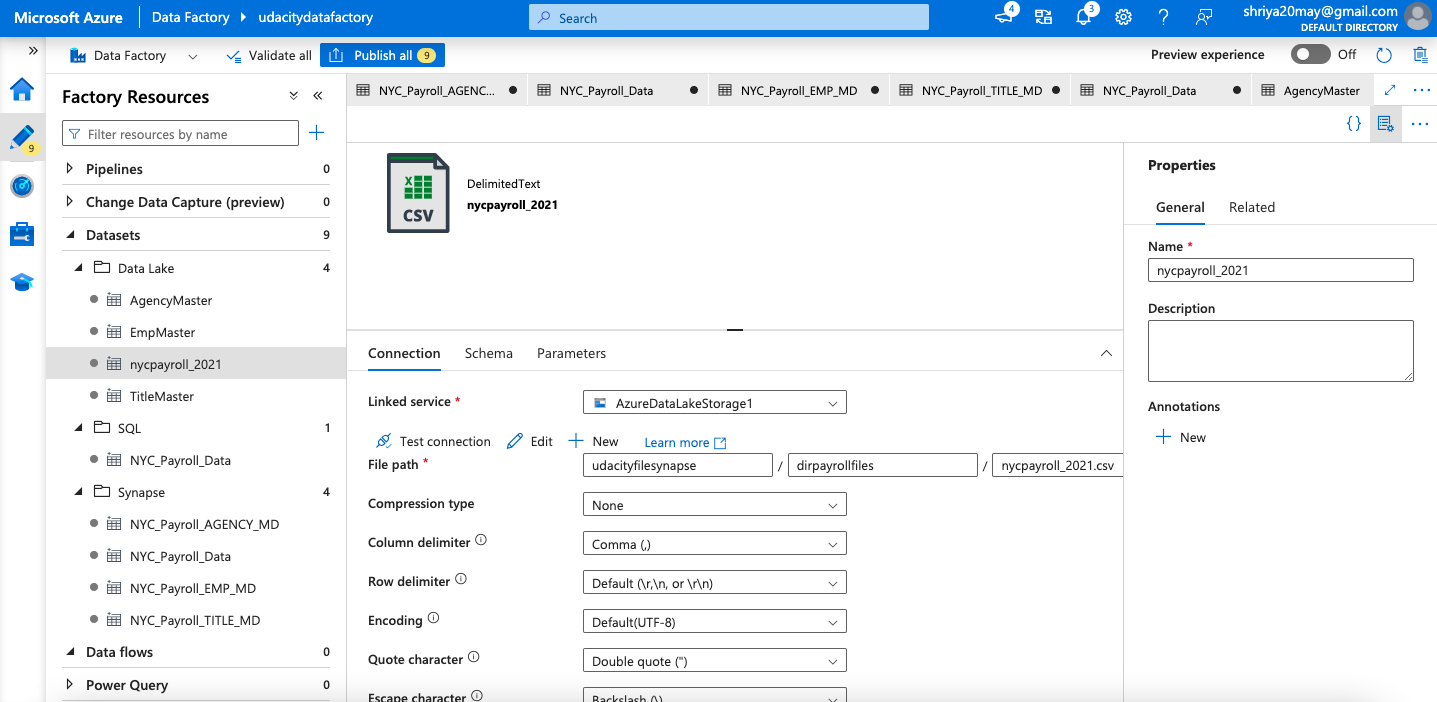 Microsoft Azure
Data Factory
udacitydatafactory
Search
4
3
shriya20may@gmail.com
DEFAULT DIRECTORY
Data Factory
Validate all
Publish all
9
Preview experience
Off
9
Factory Resources
Filter resources by name
Pipelines 0
Change Data Capture (preview) 0
Datasets 9
Data Lake 4
AgencyMaster
EmpMaster
nycpayroll_2021
TitleMaster
SQL 1
NYC_Payroll_Data
Synapse 4
NYC_Payroll_AGENCY_MD
NYC_Payroll_Data
NYC_Payroll_EMP_MD
NYC_Payroll_TITLE_MD
Data flows 0
Power Query 0
NYC_Payroll_AGENC...
NYC_Payroll_Data
NYC_Payroll_EMP_MD
NYC_Payroll_TITLE_MD
NYC_Payroll_Data
AgencyMaster
{}
X
CSV
DelimitedText
nycpayroll_2021
Connection
Schema
Parameters
Linked service *
AzureDataLakeStorage1
Test connection
Edit
New
Learn more
File path *
udacityfilesynapse / dirpayrollfiles / nycpayroll_2021.csv
Compression type
None
Column delimiter
Comma (,)
Row delimiter
Default (\r,\n, or \r\n)
Encoding
Default(UTF-8)
Quote character
Double quote (")
Escape character
Backslash (\)
Properties
General
Related
Name *
nycpayroll_2021
Description
Annotations
New